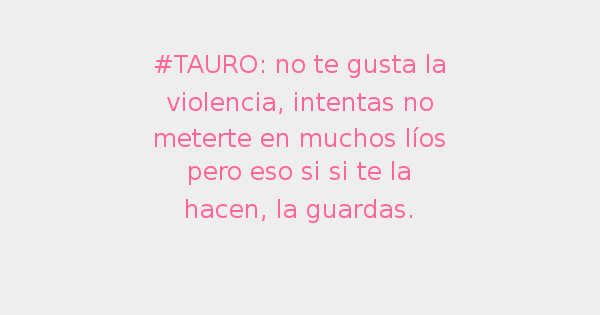 #TAURO: no te gusta la
violencia, intentas no
meterte en muchos líos
pero eso si si te la
hacen, la guardas.